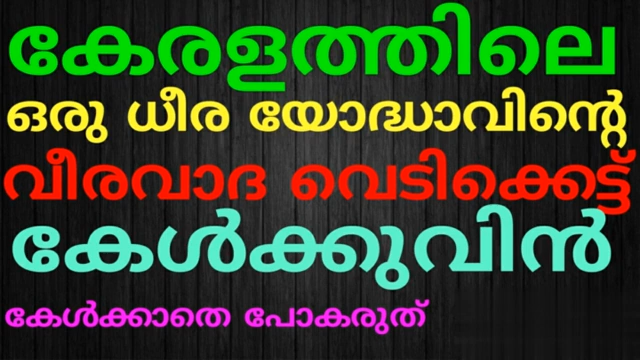 കേരളത്തിലെ
ഒരു ധീര യോദ്ധാവിന്റെ
വീരവാദ വെടിക്കെട്ട്
കേൾക്കുവിൻ
കേൾക്കാതെ പോകരുത്